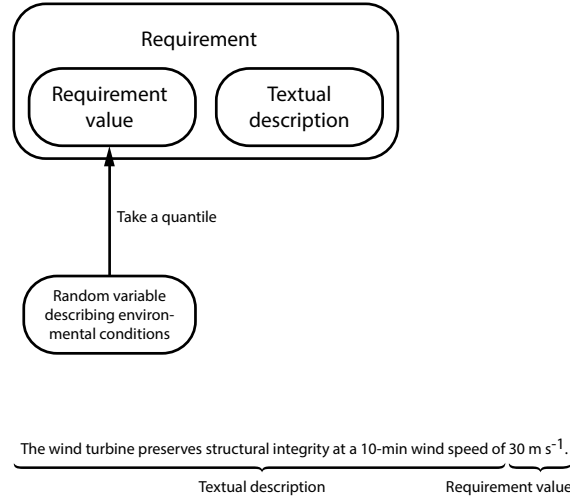 Requirement
Requirement
value
Textual
description
Take a quantile
Random variable
describing environ-
mental conditions
The wind turbine preserves structural integrity at a 10-min wind speed of 30 m s⁻¹.
Textual description
Requirement value